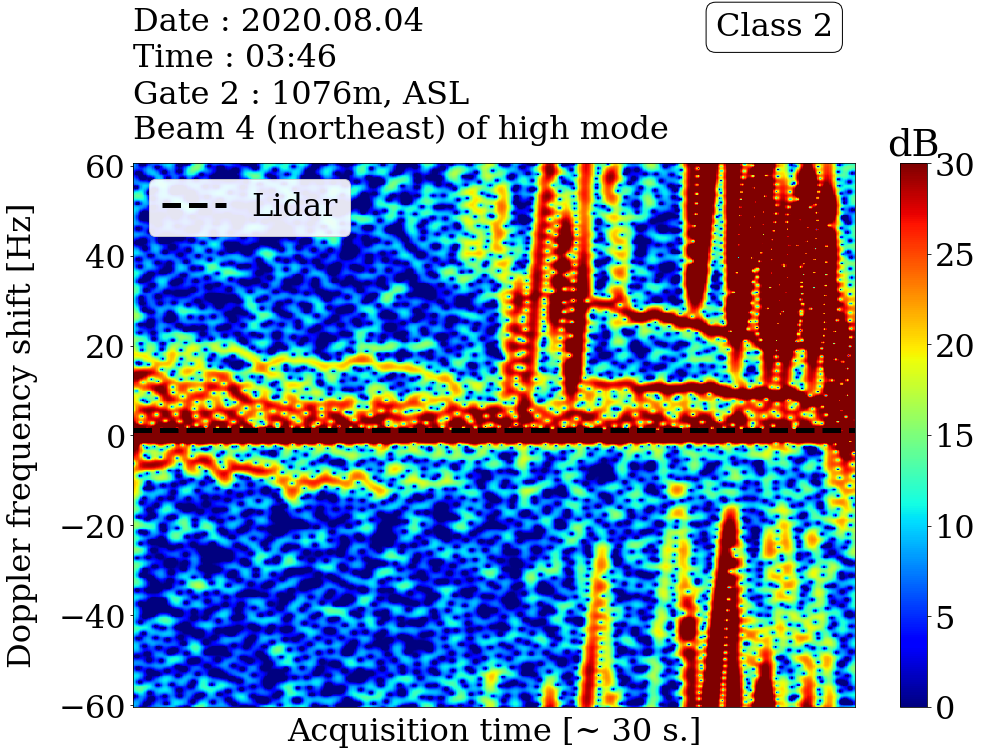 Date : 2020.08.04
Class 2
Time : 03:46
Gate 2 : 1076m, ASL
Beam 4 (northeast) of high mode
dB
Lidar
Doppler frequency shift [Hz]
60
40
20
0
−20
−40
−60
Acquisition time [~ 30 s.]
30
25
20
15
10
5
0